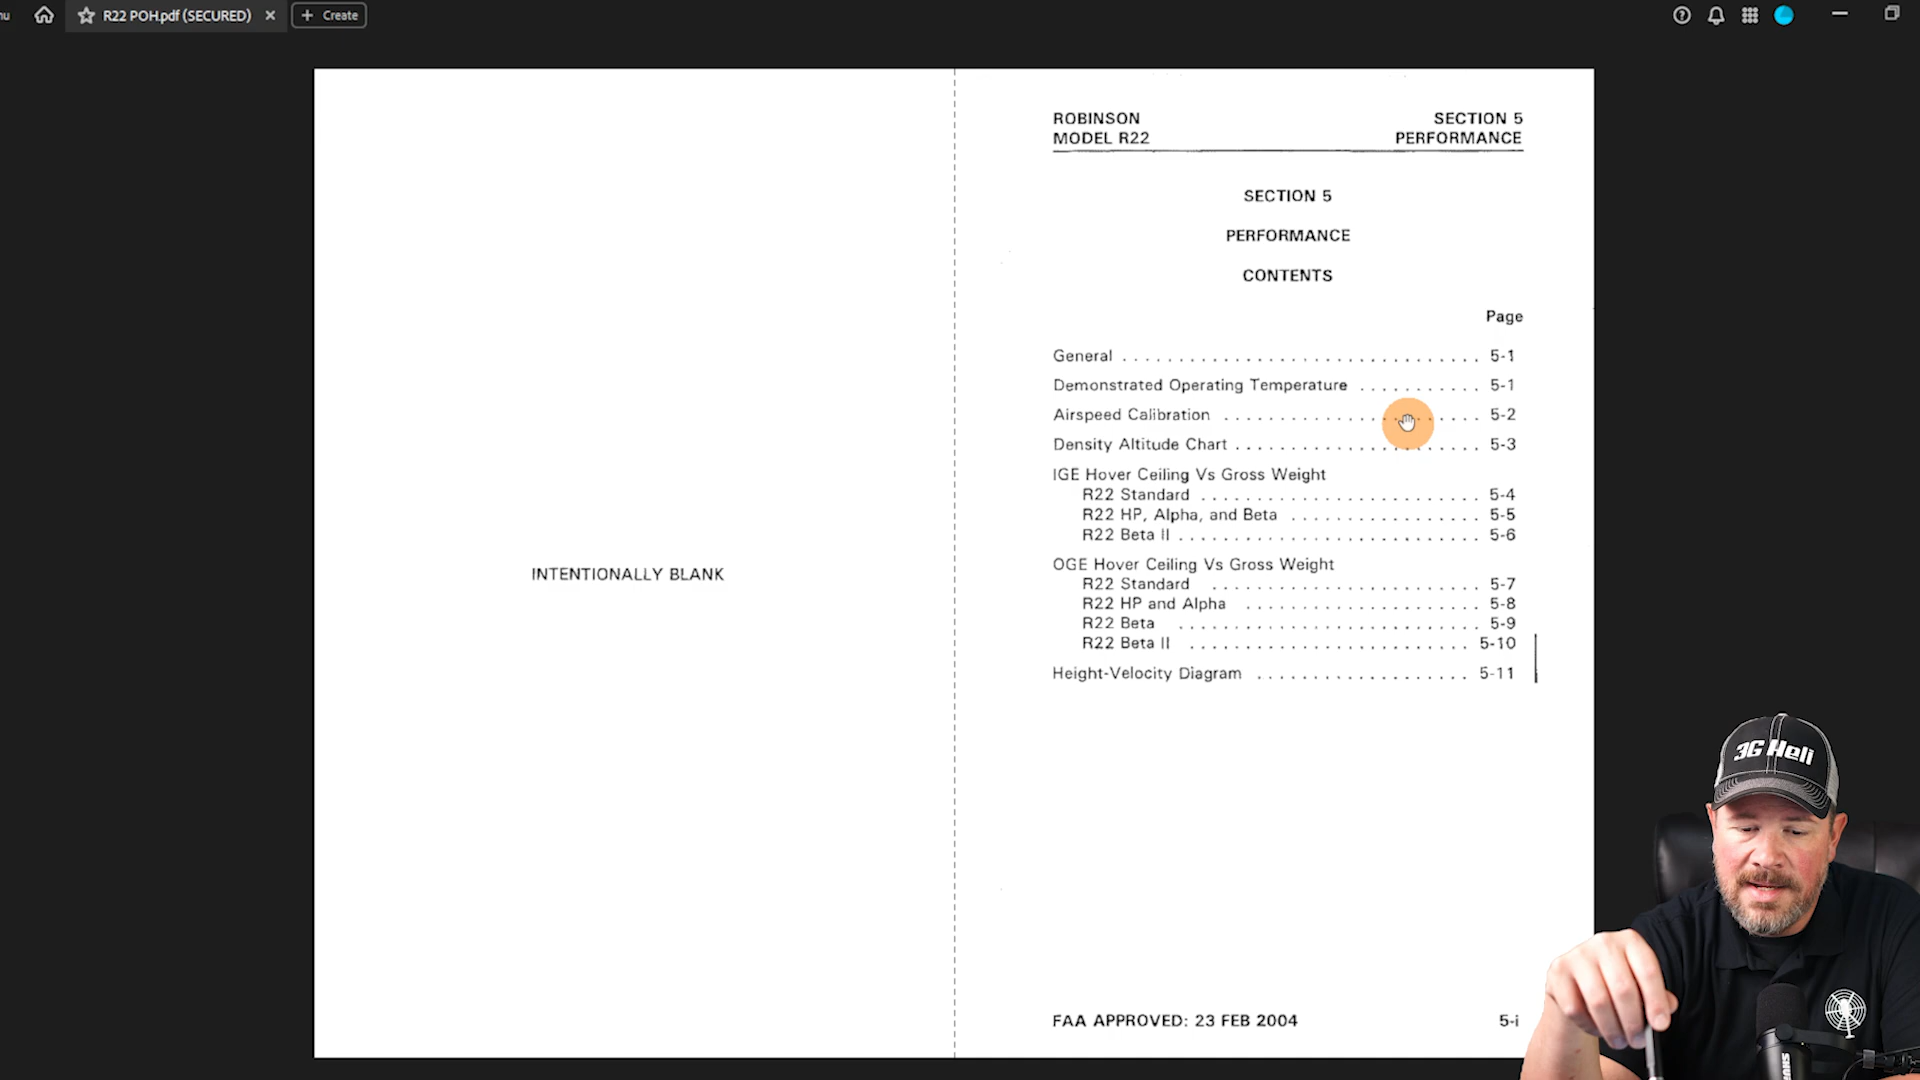 nu
R22 POH.pdf (SECURED)
+ Create
ROBINSON
MODEL R22
SECTION 5
PERFORMANCE
SECTION 5
PERFORMANCE
CONTENTS
Page
General . . . . . . . . . . . . . . . . . . . . . . . . . . . . . . . . 5-1
Demonstrated Operating Temperature . . . . . . . . . . . 5-1
Airspeed Calibration . . . . . . . . . . . . . . . . . . . . . . . 5-2
Density Altitude Chart . . . . . . . . . . . . . . . . . . . . . . 5-3
IGE Hover Ceiling Vs Gross Weight
R22 Standard . . . . . . . . . . . . . . . . . . . . . . . . . 5-4
R22 HP, Alpha, and Beta . . . . . . . . . . . . . . . . . 5-5
R22 Beta II . . . . . . . . . . . . . . . . . . . . . . . . . . . 5-6
OGE Hover Ceiling Vs Gross Weight
R22 Standard . . . . . . . . . . . . . . . . . . . . . . . . 5-7
R22 HP and Alpha . . . . . . . . . . . . . . . . . . . . . 5-8
R22 Beta . . . . . . . . . . . . . . . . . . . . . . . . . . . 5-9
R22 Beta II . . . . . . . . . . . . . . . . . . . . . . . . . . 5-10
Height-Velocity Diagram . . . . . . . . . . . . . . . . . . . 5-11
INTENTIONALLY BLANK
FAA APPROVED: 23 FEB 2004
5-i
3G Heli